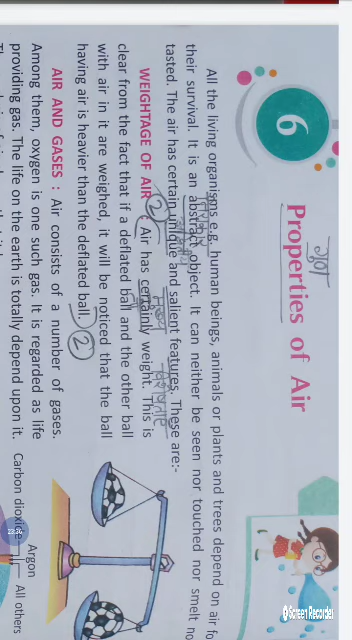 6
Properties of Air
गुण
All the living organisms e.g. human beings, animals or plants and trees depend on air fo
their survival. It is an abstract object. It can neither be seen nor touched nor smelt no
tasted. The air has certain unique and salient features. These are:-
WEIGHTAGE OF AIR : Air has certainly weight. This is
clear from the fact that if a deflated ball and the other ball
with air in it are weighed, it will be noticed that the ball
having air is heavier than the deflated ball.
2
2
AIR AND GASES : Air consists of a number of gases.
Among them, oxygen is one such gas. It is regarded as life
providing gas. The life on the earth is totally depend upon it.
Argon
Carbon dioxide
All others
Screen Recorder